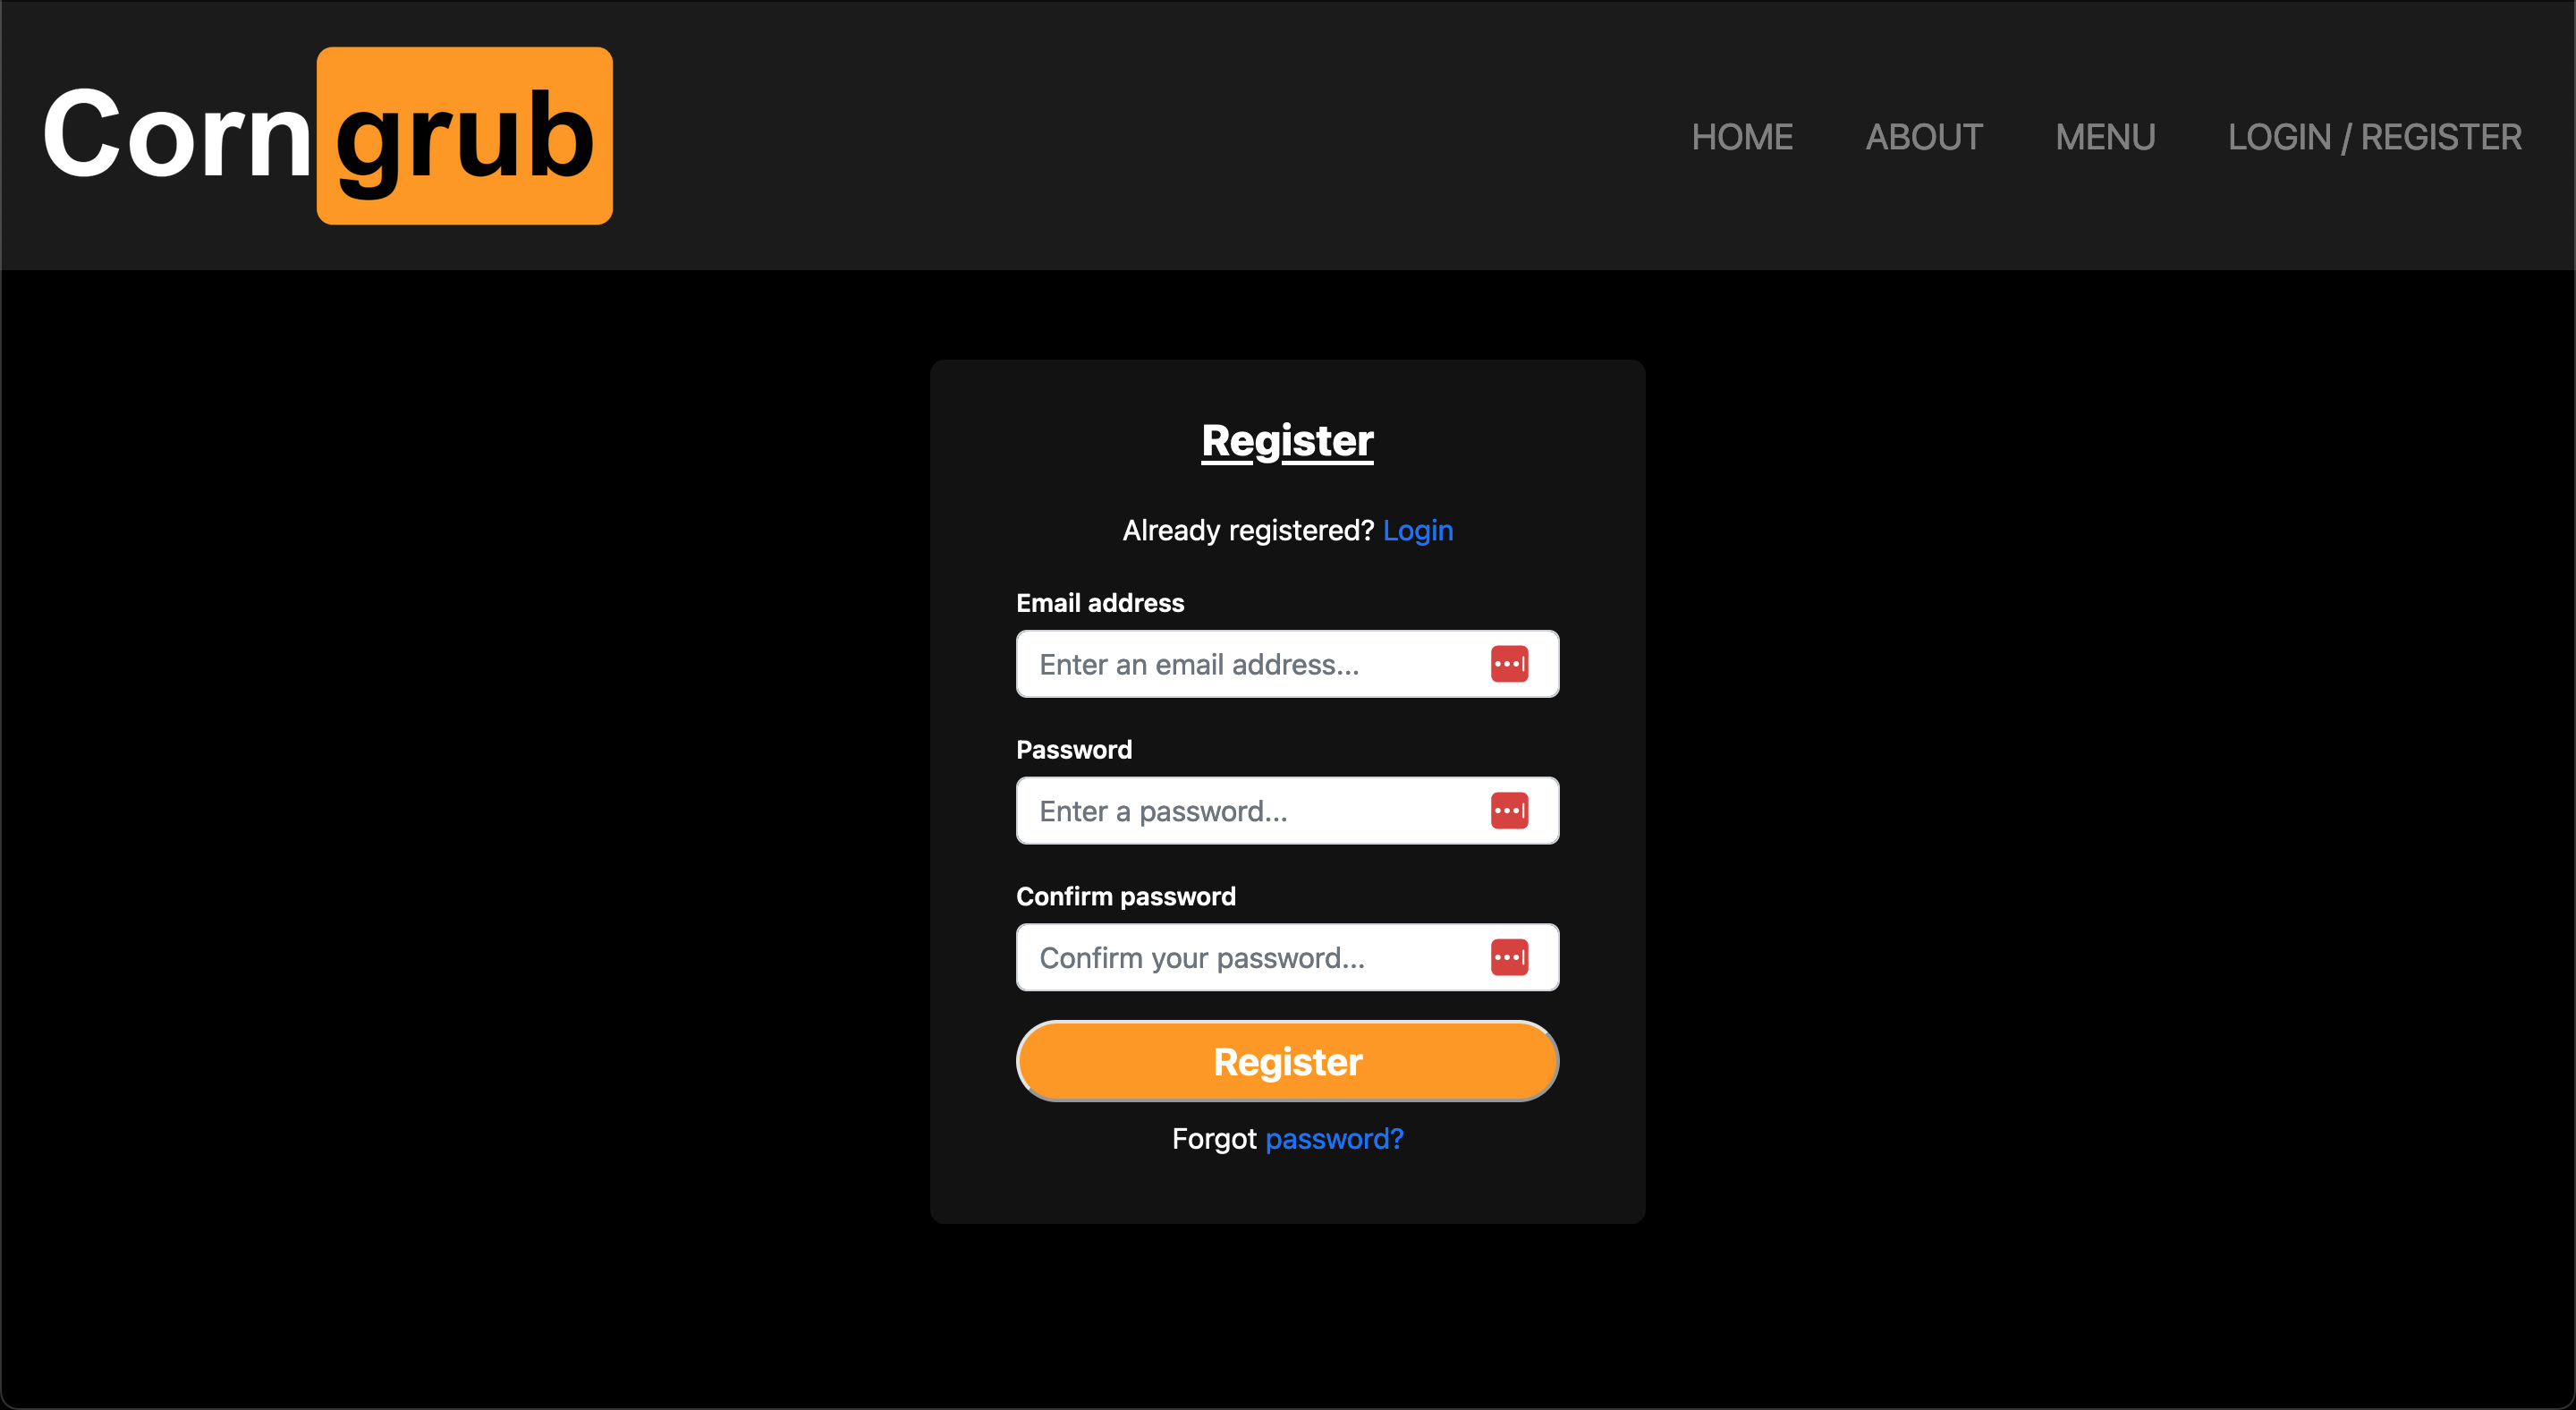 Corngrub
HOME ABOUT MENU LOGIN / REGISTER
Register
Already registered? Login
Email address
Enter an email address...
Password
Enter a password...
Confirm password
Confirm your password...
Register
Forgot password?